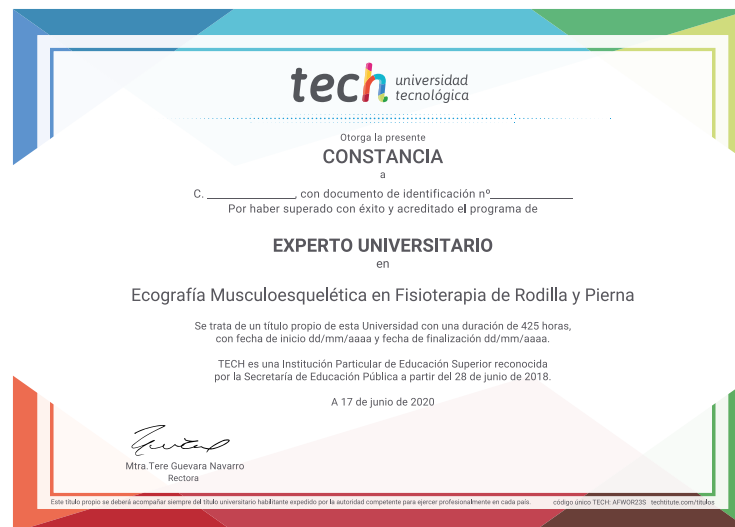 tech universidad
tecnológica
Otorga la presente
CONSTANCIA
a
C. ________________, con documento de identificación nº______________
Por haber superado con éxito y acreditado el programa de
EXPERTO UNIVERSITARIO
en
Ecografía Musculoesquelética en Fisioterapia de Rodilla y Pierna
Se trata de un título propio de esta Universidad con una duración de 425 horas,
con fecha de inicio dd/mm/aaaa y fecha de finalización dd/mm/aaaa.
TECH es una Institución Particular de Educación Superior reconocida
por la Secretaría de Educación Pública a partir del 28 de junio de 2018.
A 17 de junio de 2020
Mtra.Tere Guevara Navarro
Rectora
Este título propio se deberá acompañar siempre del título universitario habilitante expedido por la autoridad competente para ejercer profesionalmente en cada país. código único TECH: AFWOR23S techtitute.com/titulos